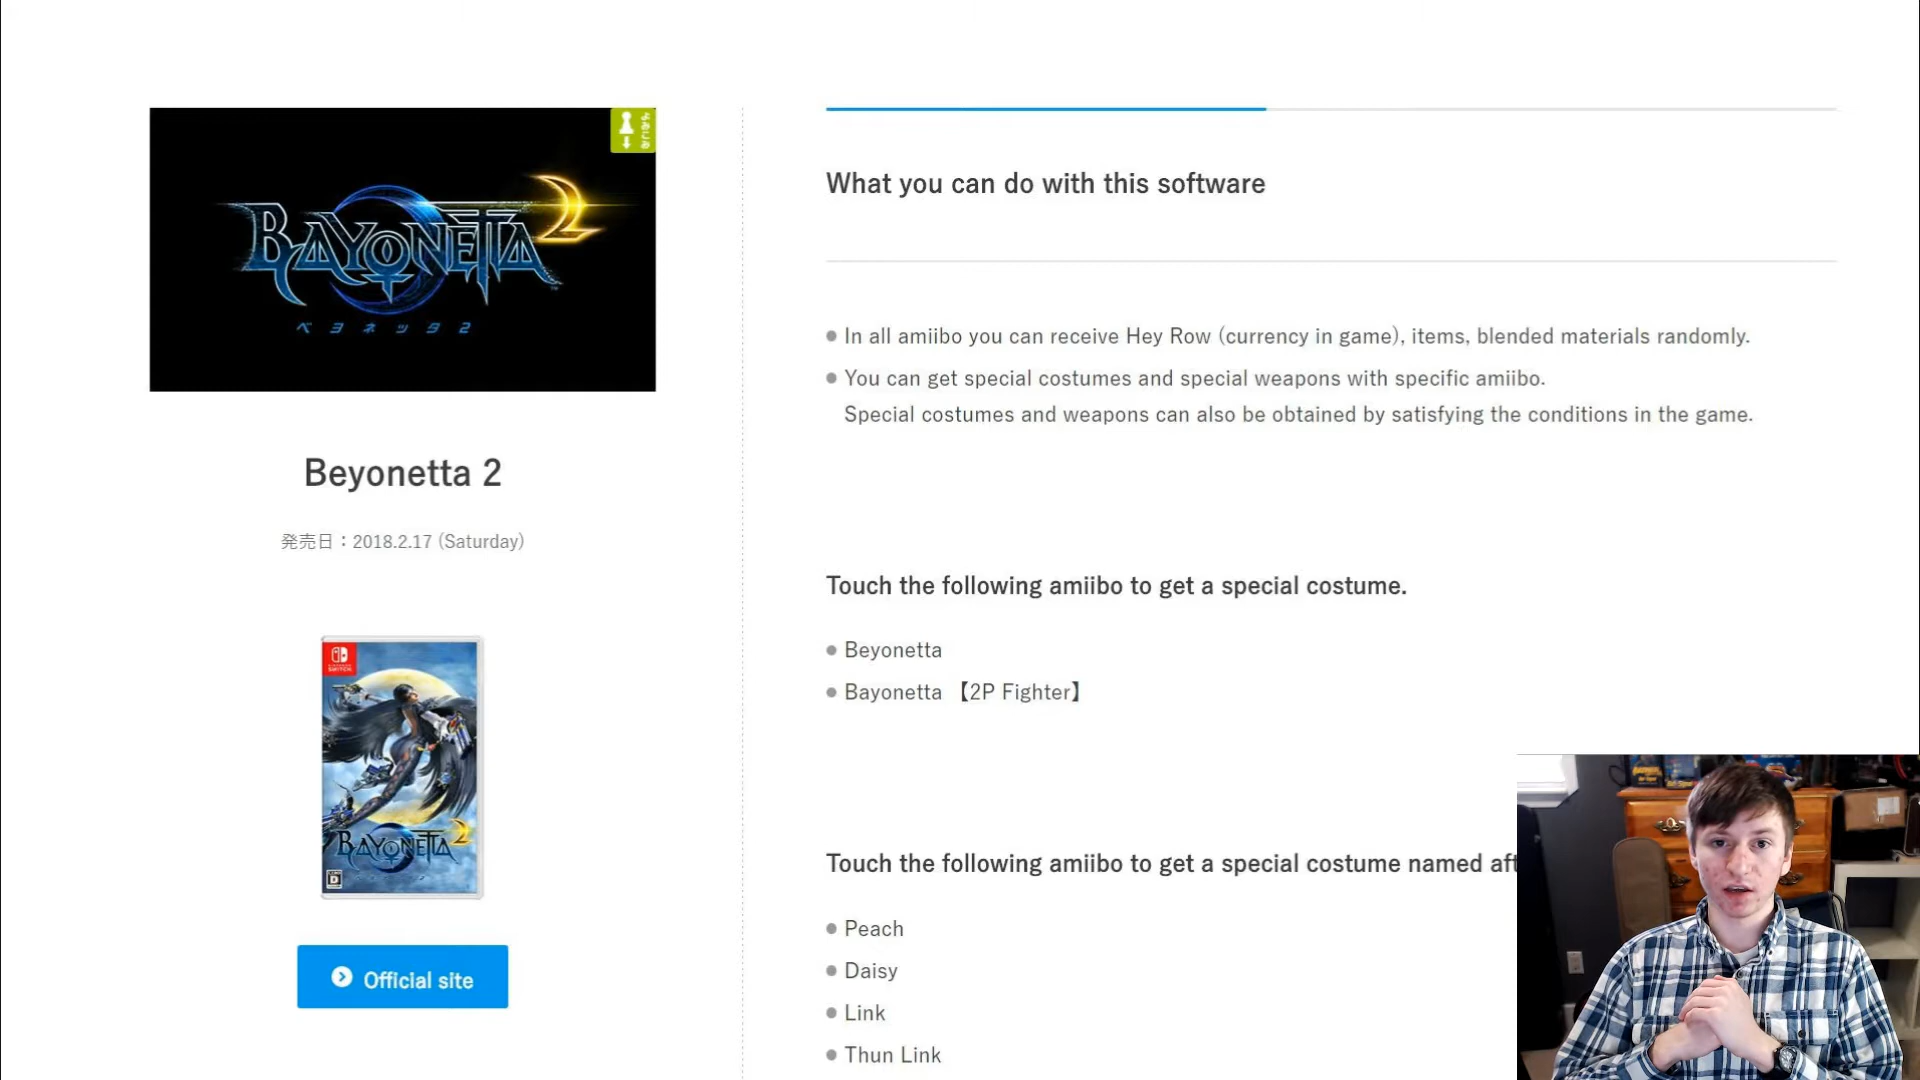 BAYONETTA 2
ベヨネッタ2
Beyonetta 2
発売日：2018.2.17 (Saturday)
BAYONETTA 2
D
Official site
What you can do with this software
In all amiibo you can receive Hey Row (currency in game), items, blended materials randomly.
You can get special costumes and special weapons with specific amiibo.
Special costumes and weapons can also be obtained by satisfying the conditions in the game.
Touch the following amiibo to get a special costume.
Beyonetta
Bayonetta 【2P Fighter】
Touch the following amiibo to get a special costume named aft
Peach
Daisy
Link
Thun Link